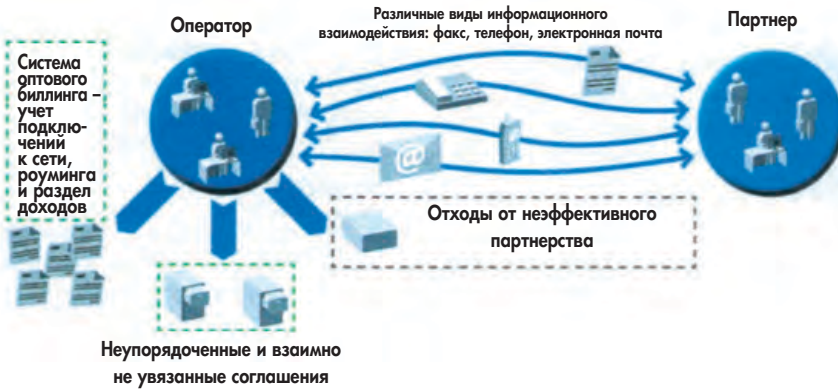 Оператор
Различные виды информационного
взаимодействия: факс, телефон, электронная почта
Партнер
Система
оптового
биллинга –
учет
подклю-
чений
к сети,
роуминга
и раздел
доходов
@
Отходы от неэффективного
партнерства
Неупорядоченные и взаимно
не увязанные соглашения